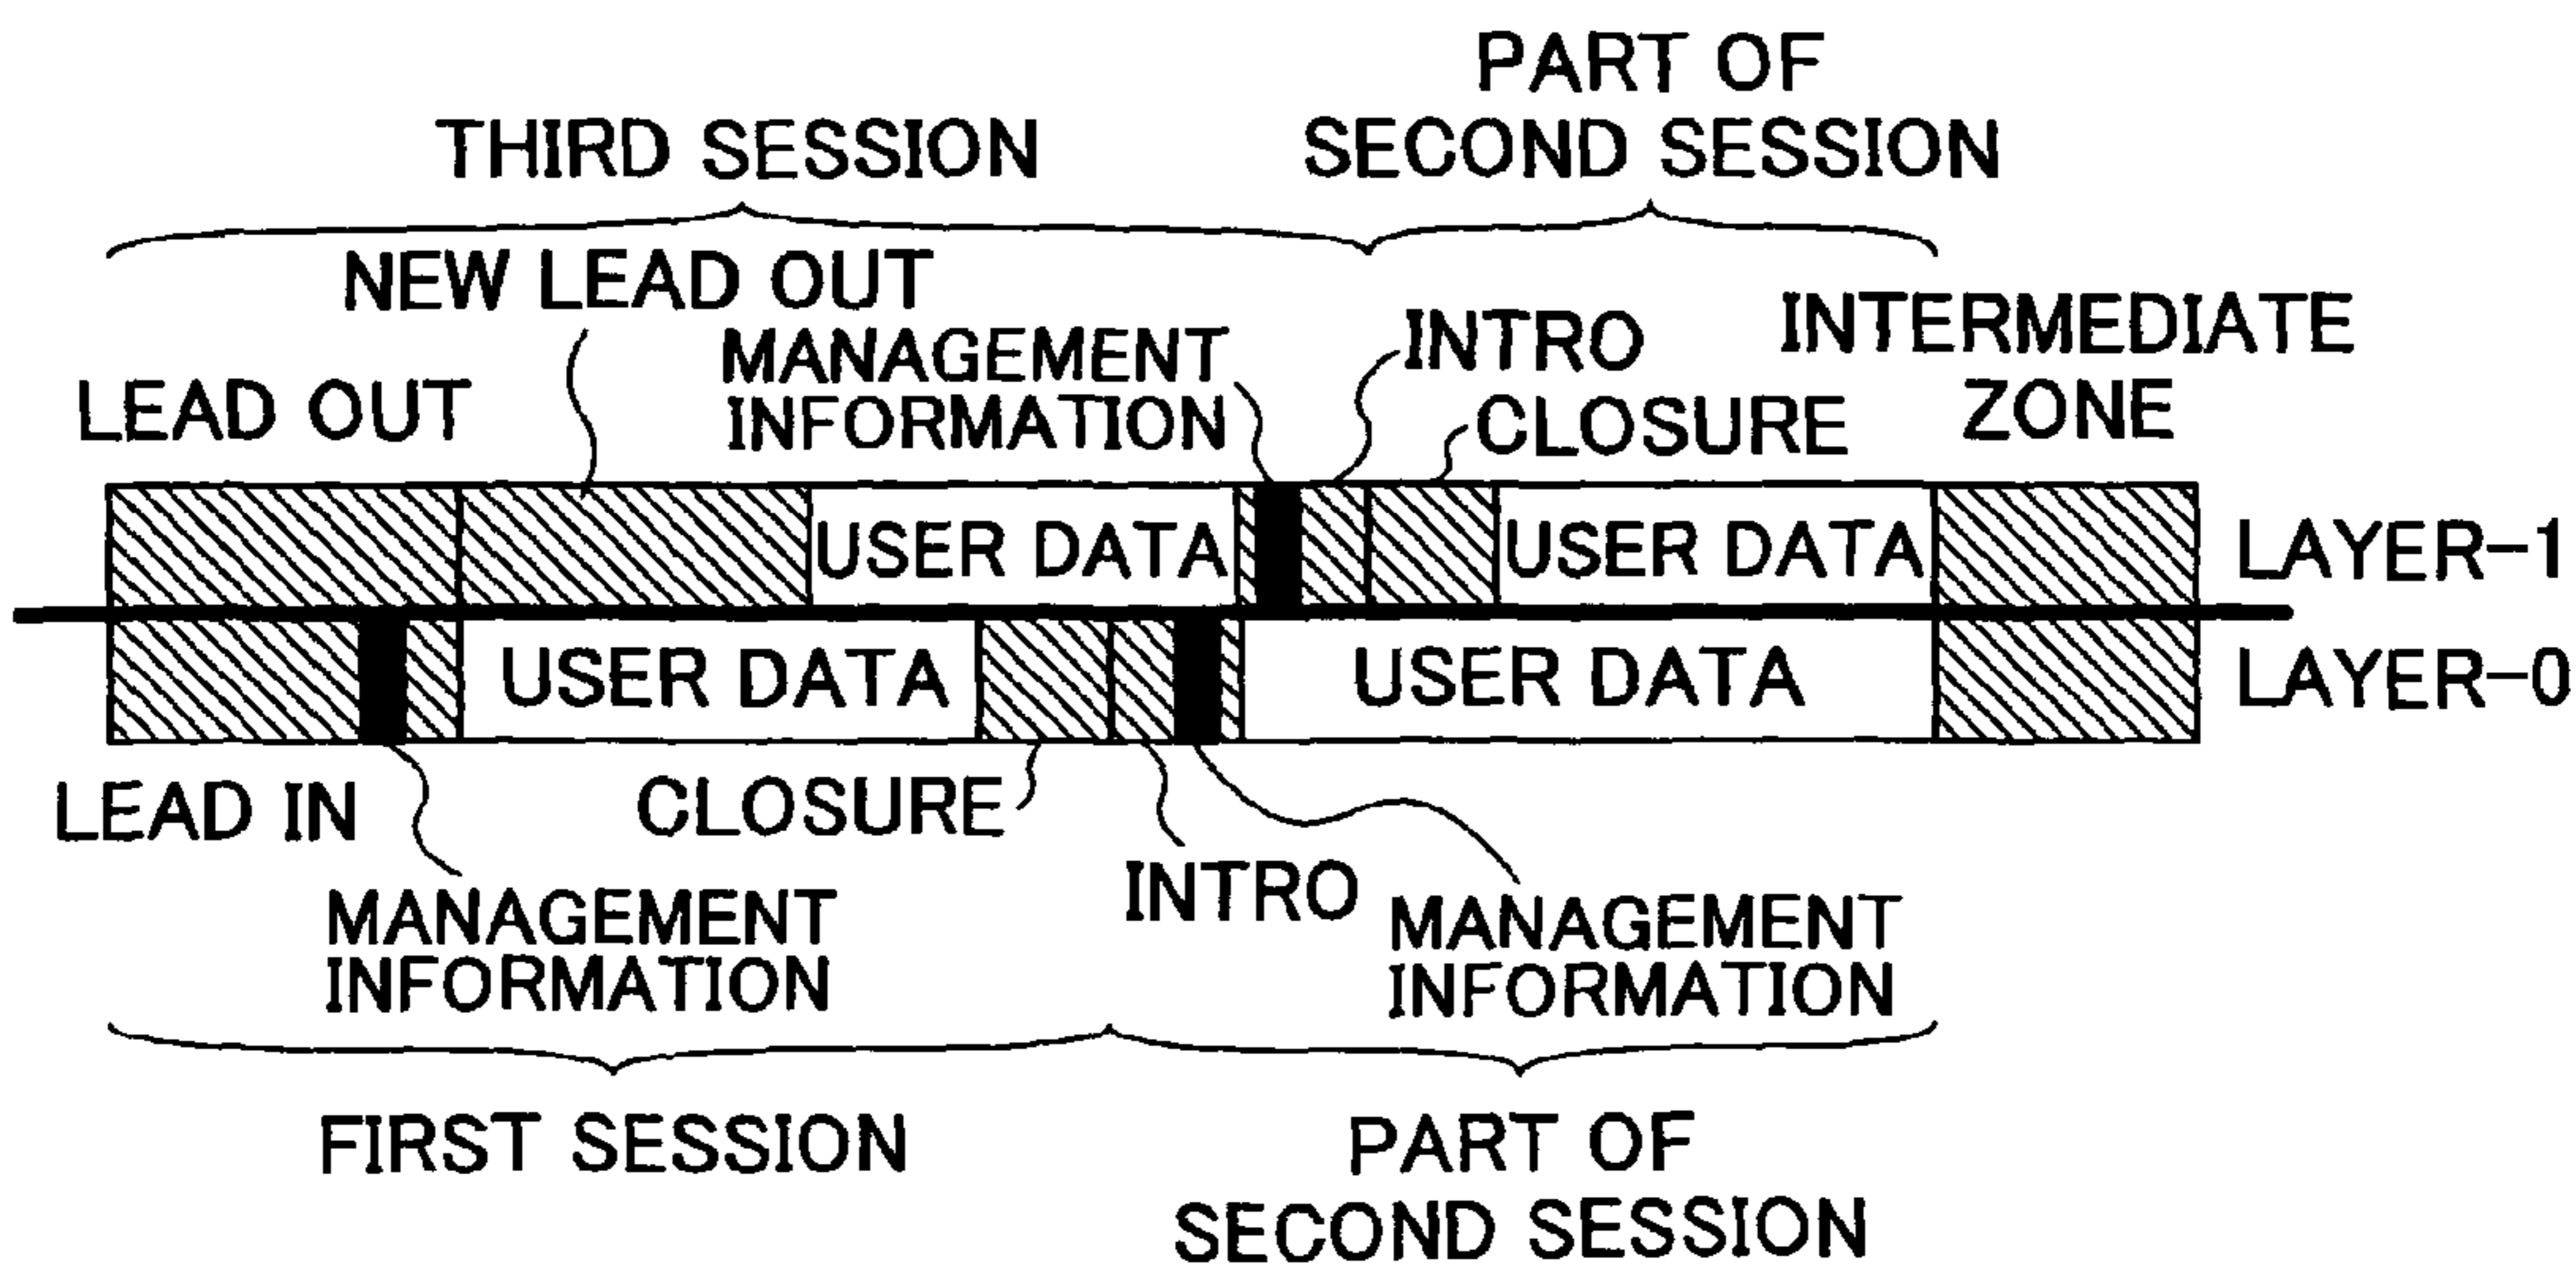 PART OF
THIRD SESSION
SECOND SESSION
NEW LEAD OUT
INTERMEDIATE
ZONE
MANAGEMENT
INFORMATION
INTRO
LEAD OUT
CLOSURE
USER DATA
USER DATA
LAYER-1
USER DATA
USER DATA
LAYER-0
LEAD IN
CLOSURE
INTRO
MANAGEMENT
INFORMATION
MANAGEMENT
INFORMATION
FIRST SESSION
PART OF
SECOND SESSION